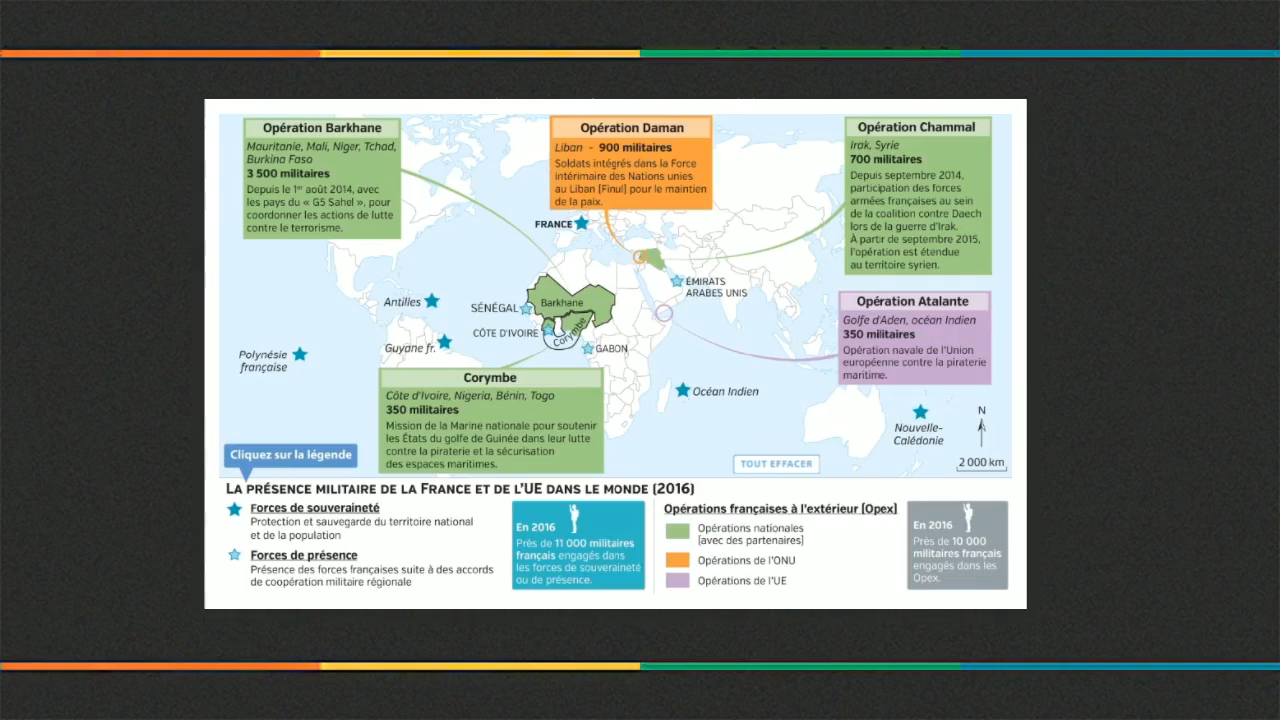 Opération Barkhane
Mauritanie, Mali, Niger, Tchad,
Burkina Faso
3 500 militaires
Depuis le 1er août 2014, avec
les pays du « G5 Sahel », pour
coordonner les actions de lutte
contre le terrorisme.
Opération Daman
Liban - 900 militaires
Soldats intégrés dans la Force
intérimaire des Nations unies
au Liban [Finul] pour le maintien
de la paix.
Opération Chammal
Irak, Syrie
700 militaires
Depuis septembre 2014,
participation des forces
armées françaises au sein
de la coalition contre Daech
lors de la guerre d'Irak.
À partir de septembre 2015,
l'opération est étendue
au territoire syrien.
FRANCE
ÉMIRATS
ARABES UNIS
Antilles
SÉNÉGAL
Barkhane
CÔTE D'IVOIRE
Corymbe
GABON
Guyane fr.
Polynésie
française
Opération Atalante
Golfe d'Aden, océan Indien
350 militaires
Opération navale de l'Union
européenne contre la piraterie
maritime.
Corymbe
Côte d'Ivoire, Nigeria, Bénin, Togo
350 militaires
Mission de la Marine nationale pour soutenir
les États du golfe de Guinée dans leur lutte
contre la piraterie et la sécurisation
des espaces maritimes.
Océan Indien
Nouvelle-
Calédonie
N
2 000 km
Cliquez sur la légende
TOUT EFFACER
LA PRÉSENCE MILITAIRE DE LA FRANCE ET DE L'UE DANS LE MONDE (2016)
Forces de souveraineté
Protection et sauvegarde du territoire national
et de la population
Forces de présence
Présence des forces françaises suite à des accords
de coopération militaire régionale
En 2016
Près de 11 000 militaires
français engagés dans
les forces de souveraineté
ou de présence.
Opérations françaises à l'extérieur [Opex]
Opérations nationales
[avec des partenaires]
Opérations de l'ONU
Opérations de l'UE
En 2016
Près de 10 000
militaires français
engagés dans les
Opex.